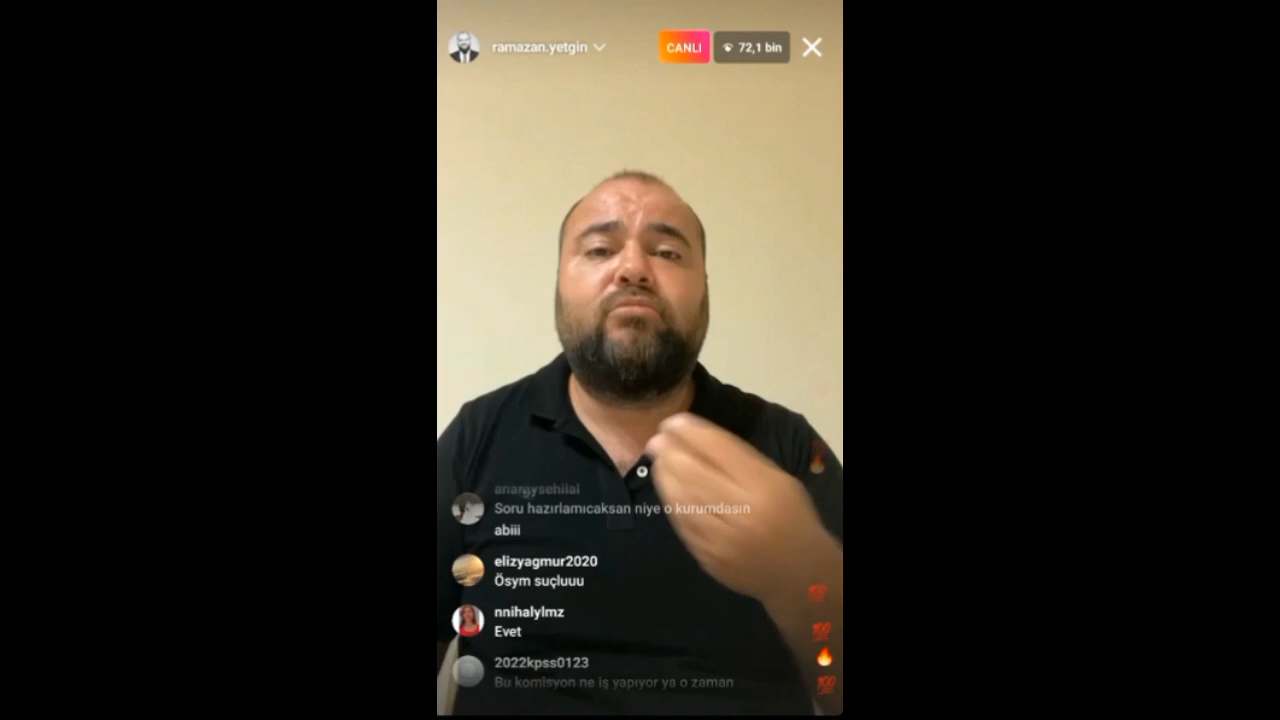 ramazan.yetgin
CANLI
72,1 bin
anargysehilal
Soru hazırlamıcaksan niye o kurumdasın
abiii
elizyagmur2020
Ösym suçluuu
nnihalylmz
Evet
2022kpss0123
Bu komisyon ne iş yapıyor ya o zaman